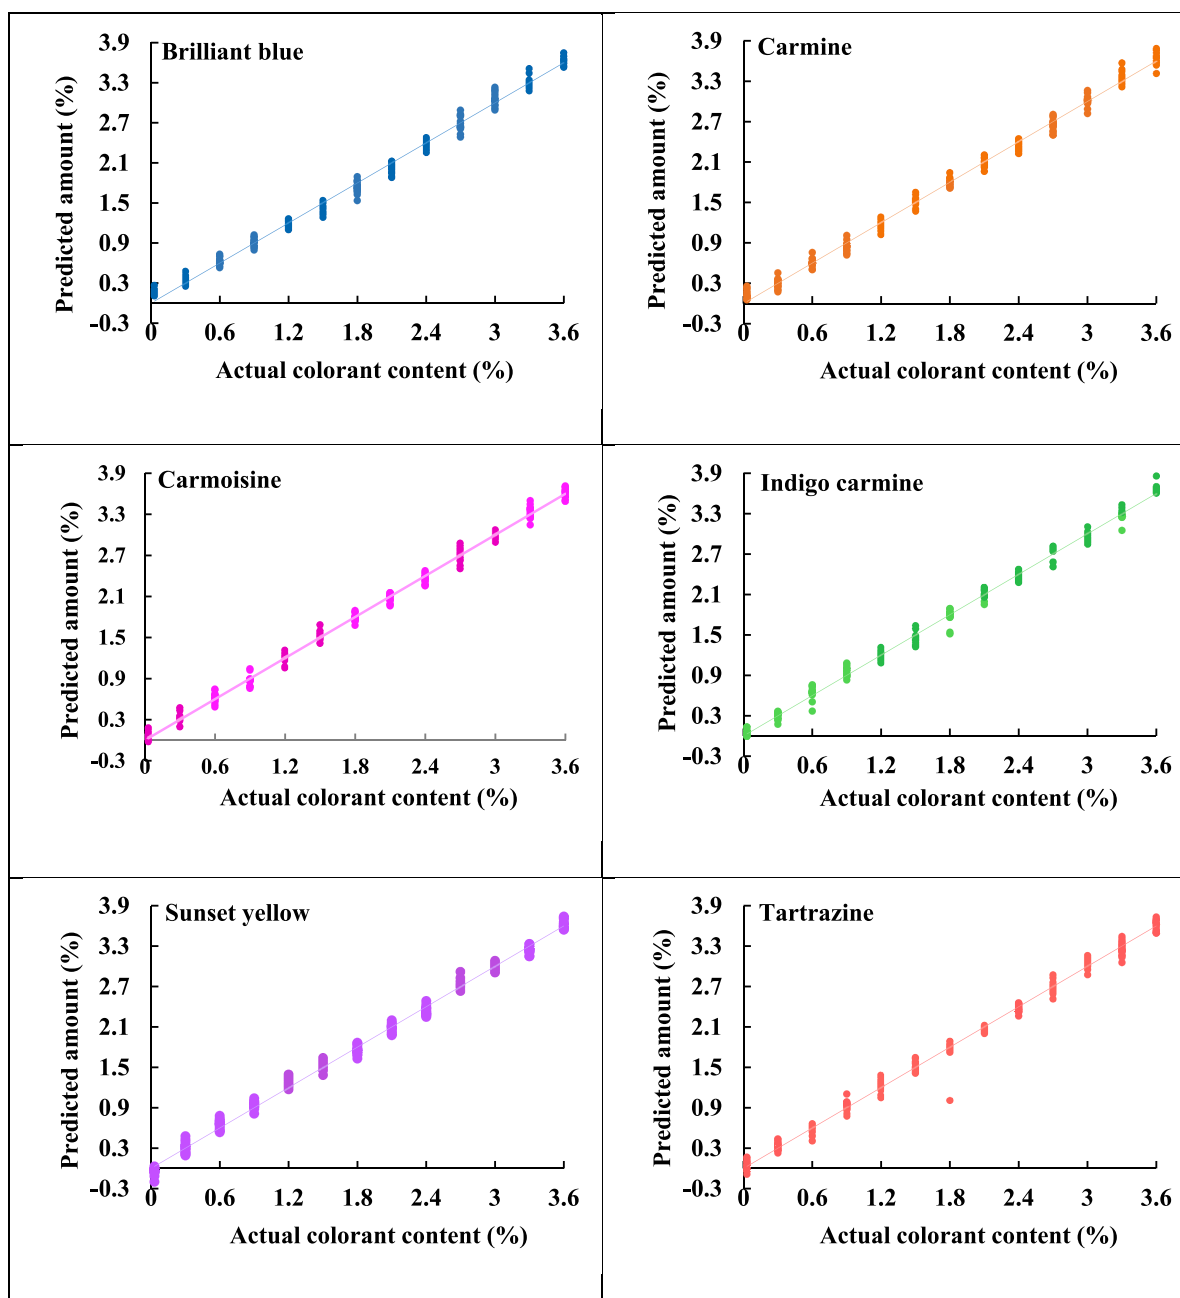 Brilliant blue
Predicted amount (%)
3.9
3.3
2.7
2.1
1.5
0.9
0.3
-0.3
0 0.6 1.2 1.8 2.4 3 3.6
Actual colorant content (%)
Carmine
Predicted amount (%)
3.9
3.3
2.7
2.1
1.5
0.9
0.3
-0.3
0 0.6 1.2 1.8 2.4 3 3.6
Actual colorant content (%)
Carmoisine
Predicted amount (%)
3.9
3.3
2.7
2.1
1.5
0.9
0.3
-0.3
0 0.6 1.2 1.8 2.4 3 3.6
Actual colorant content (%)
Indigo carmine
Predicted amount (%)
3.9
3.3
2.7
2.1
1.5
0.9
0.3
-0.3
0 0.6 1.2 1.8 2.4 3 3.6
Actual colorant content (%)
Sunset yellow
Predicted amount (%)
3.9
3.3
2.7
2.1
1.5
0.9
0.3
-0.3
0 0.6 1.2 1.8 2.4 3 3.6
Actual colorant content (%)
Tartrazine
Predicted amount (%)
3.9
3.3
2.7
2.1
1.5
0.9
0.3
-0.3
0 0.6 1.2 1.8 2.4 3 3.6
Actual colorant content (%)